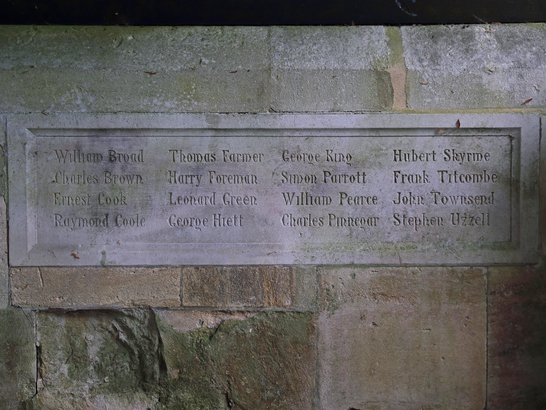 William Broad Thomas Farmer George King Hubert Skyrme
Charles Brown Harry Foreman Simon Parrott Frank Titcombe
Ernest Cook Leonard Green William Pearce John Townsend
Raymond Coole George Hiett Charles Pinnegar Stephen Uzzell